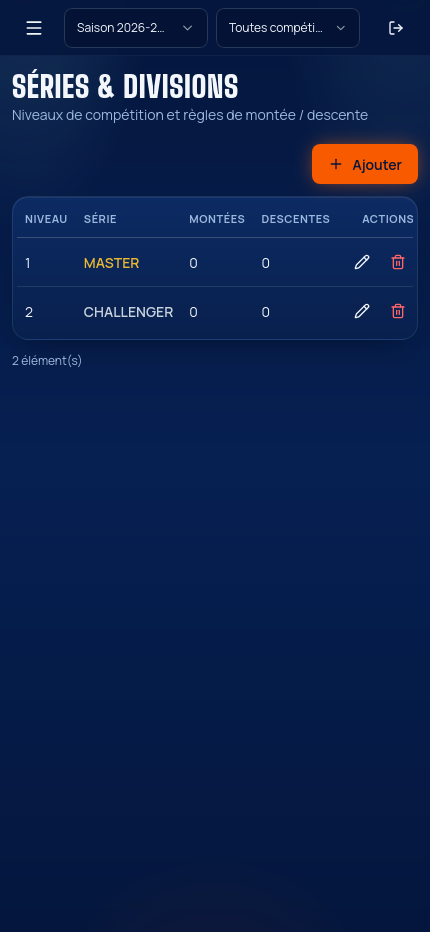 Saison 2026-2...
Toutes compéti...
SÉRIES & DIVISIONS
Niveaux de compétition et règles de montée / descente
Ajouter
NIVEAU SÉRIE MONTÉES DESCENTES ACTIONS
1 MASTER 0 0
2 CHALLENGER 0 0
2 élément(s)